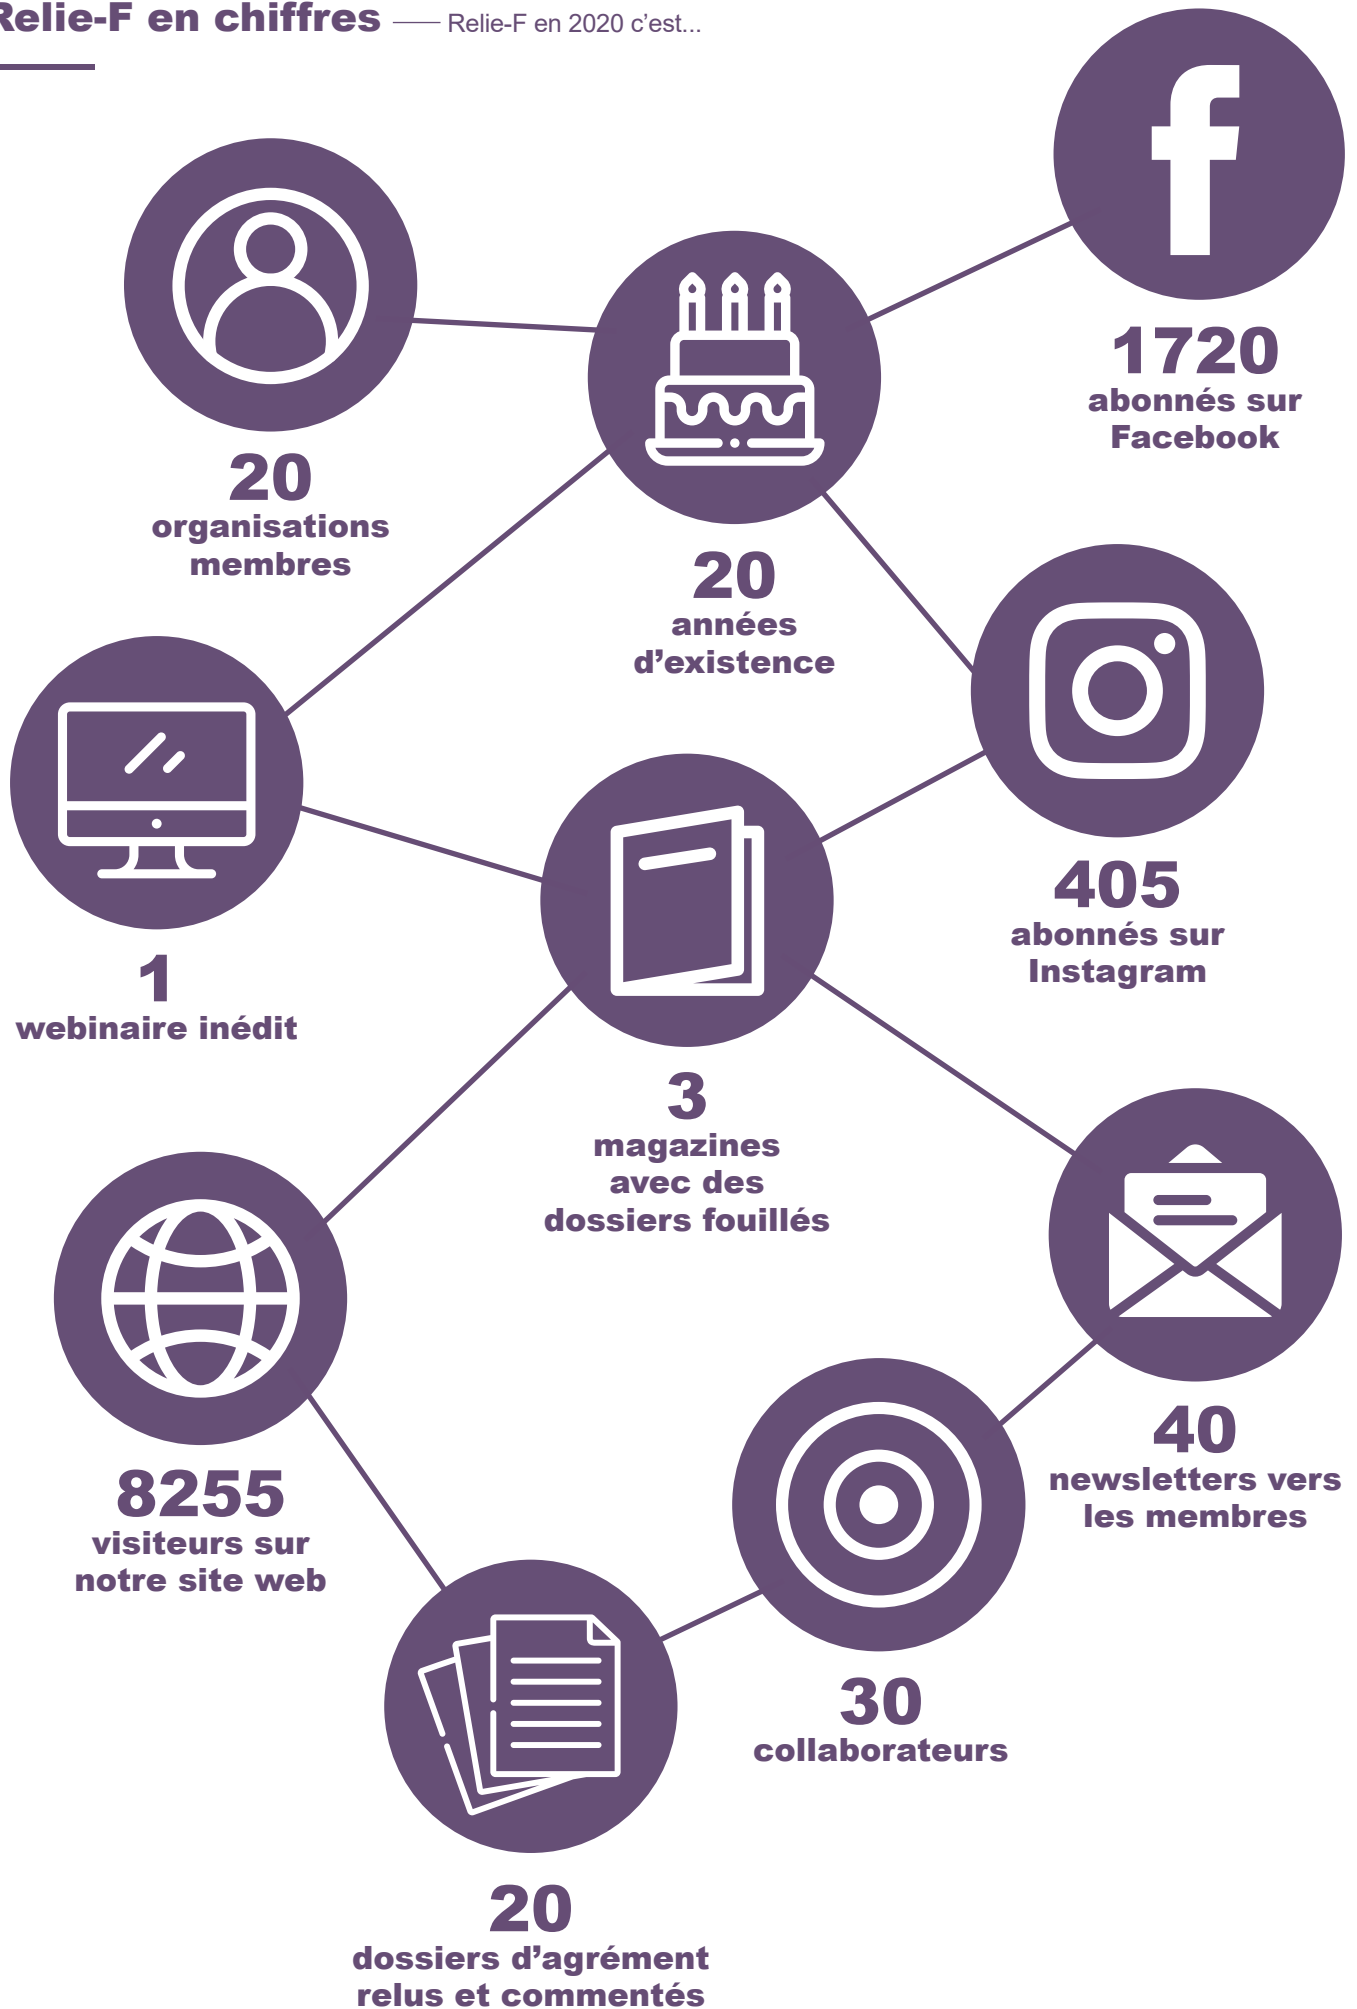 Relie-F en chiffres
Relie-F en 2020 c’est...
1720
abonnés sur
Facebook
20
organisations
membres
20
années
d’existence
405
abonnés sur
Instagram
1
webinaire inédit
3
magazines
avec des
dossiers fouillés
40
newsletters vers
les membres
8255
visiteurs sur
notre site web
30
collaborateurs
20
dossiers d’agrément
relus et commentés